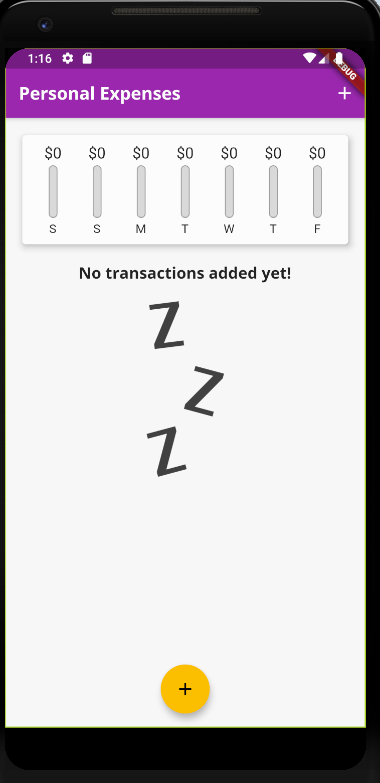 1:16
DEBUG
Personal Expenses +
$0 $0 $0 $0 $0 $0 $0
S S M T W T F
No transactions added yet!
Z
Z
Z
+